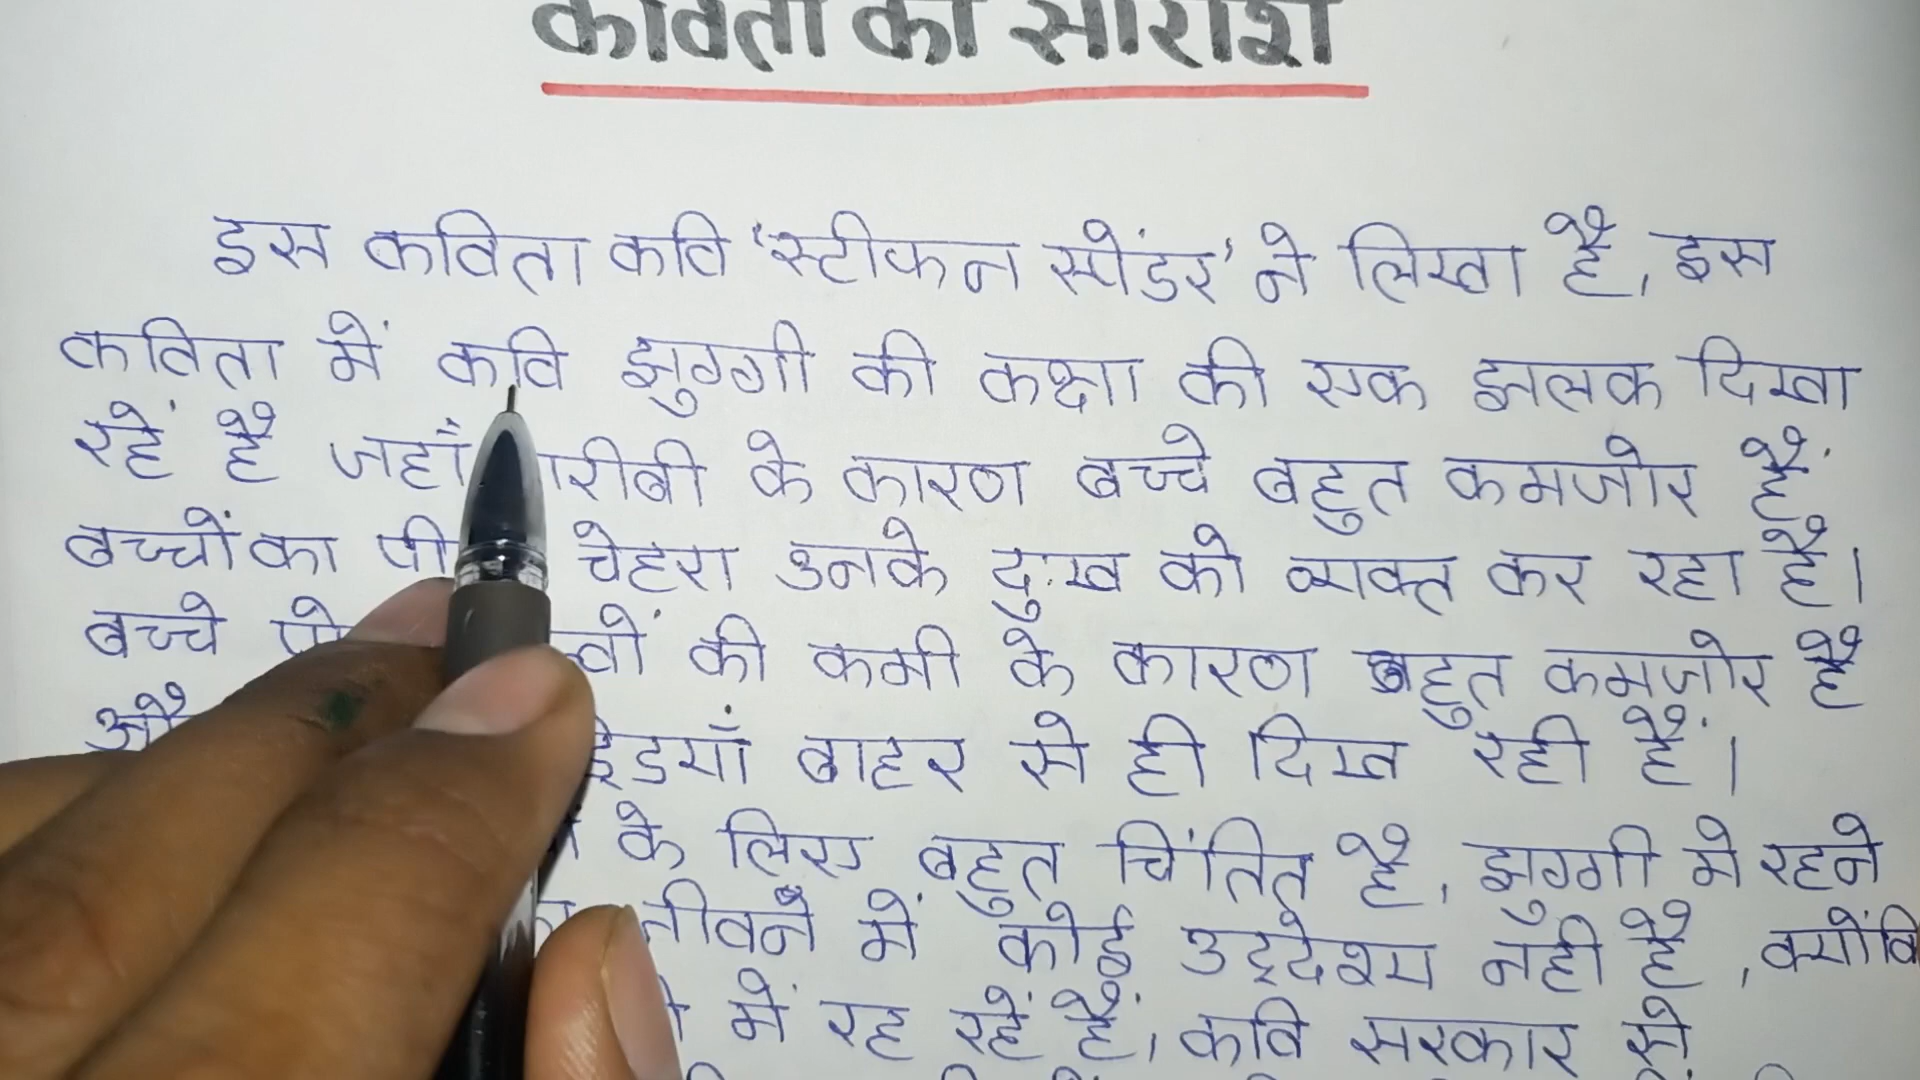 कविता का सारांश
इस कविता कवि 'स्टीफन स्पेंडर' ने लिखा है, इस
कविता में कवि झुग्गी की कक्षा की एक झलक दिखा
रहें है जहाँ गरीबी के कारण बच्चे बहुत कमजोर हैं.
बच्चों का चेहरा उनके दुःख को व्यक्त कर रहा है।
बच्चे की कमी के कारण बहुत कमजोर है
बाहर से ही दिख रही हैं।
के लिए बहुत चिंतित है, झुग्गी मे रहने
में कोई उद्देश्य नही है, क्योंकि
में रह रहें हैं, कवि सरकार से